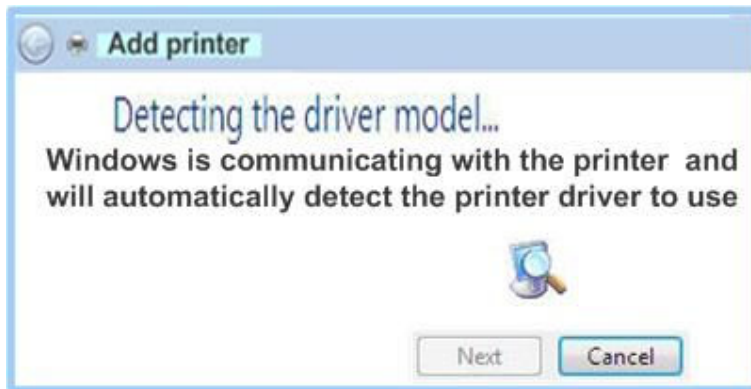 Add printer
Detecting the driver model...
Windows is communicating with the printer and
will automatically detect the printer driver to use
Next
Cancel